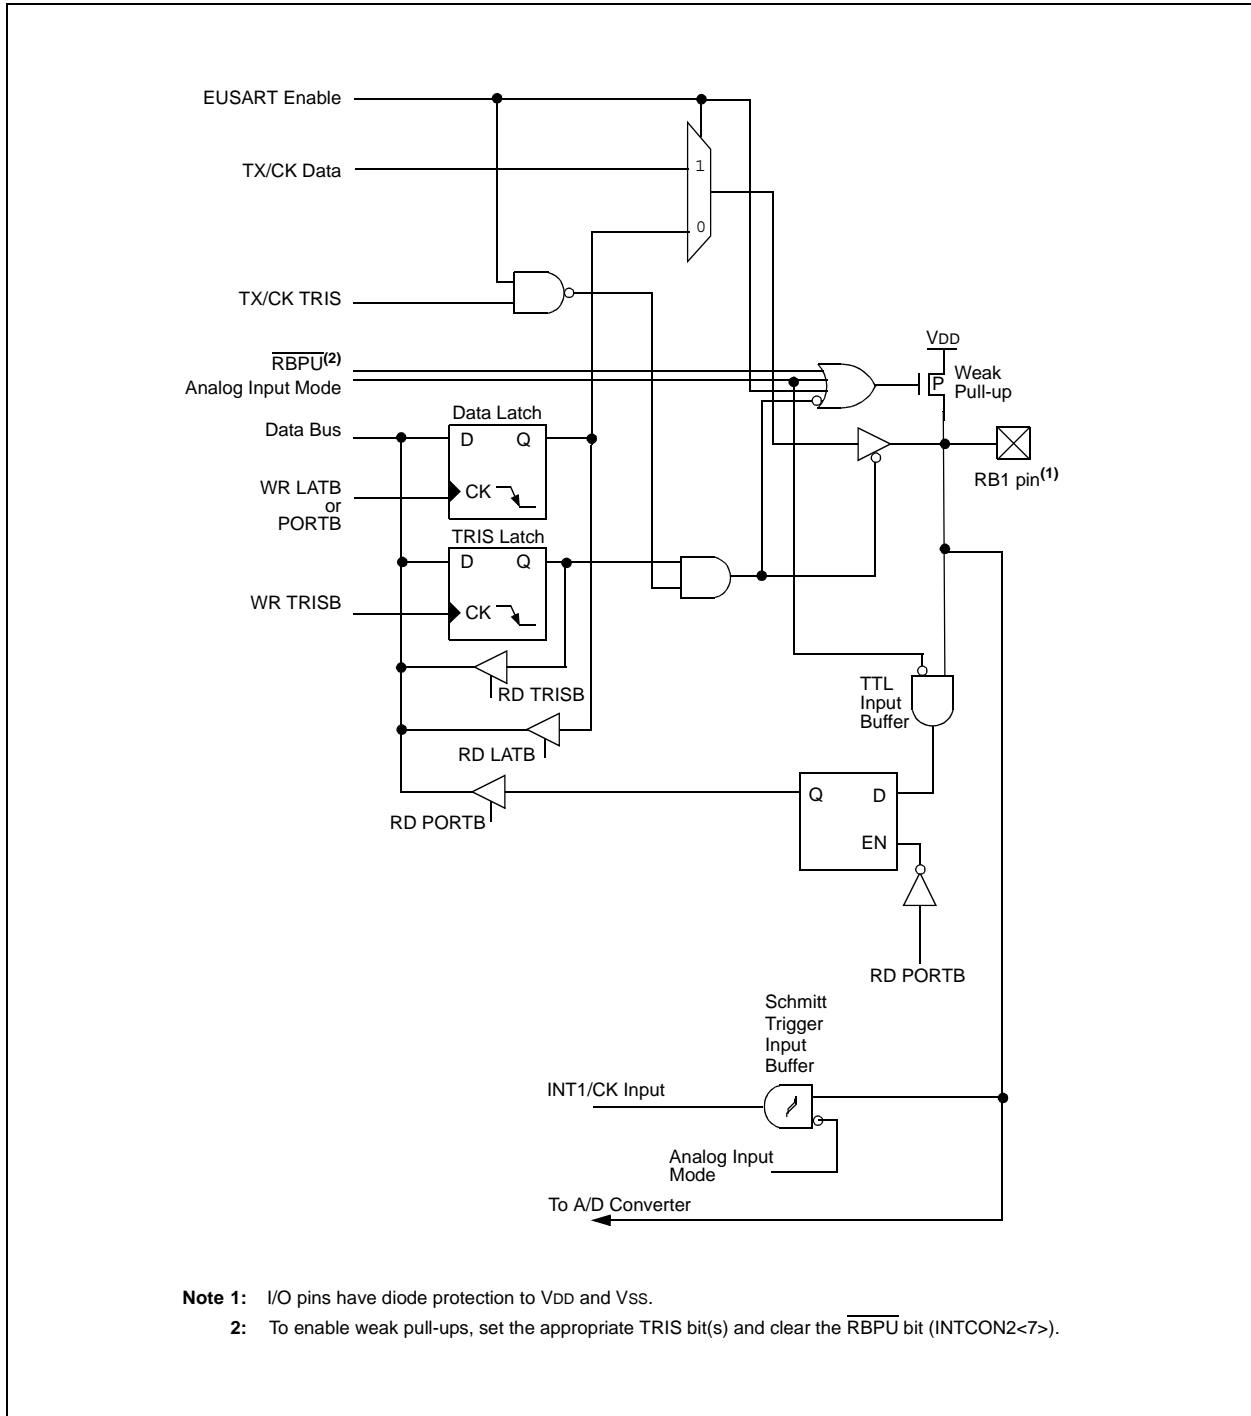 EUSART Enable
TX/CK Data
1
0
TX/CK TRIS
RBPU(2)
Analog Input Mode
VDD
P
Weak
Pull-up
Data Bus
Data Latch
D Q
CK
WR LATB
or
PORTB
RB1 pin(1)
TRIS Latch
D Q
CK
WR TRISB
RD TRISB
TTL
Input
Buffer
RD LATB
RD PORTB
Q D
EN
RD PORTB
Schmitt
Trigger
Input
Buffer
INT1/CK Input
Analog Input
Mode
To A/D Converter
Note 1: I/O pins have diode protection to VDD and VSS.
2: To enable weak pull-ups, set the appropriate TRIS bit(s) and clear the RBPU bit (INTCON2<7>).